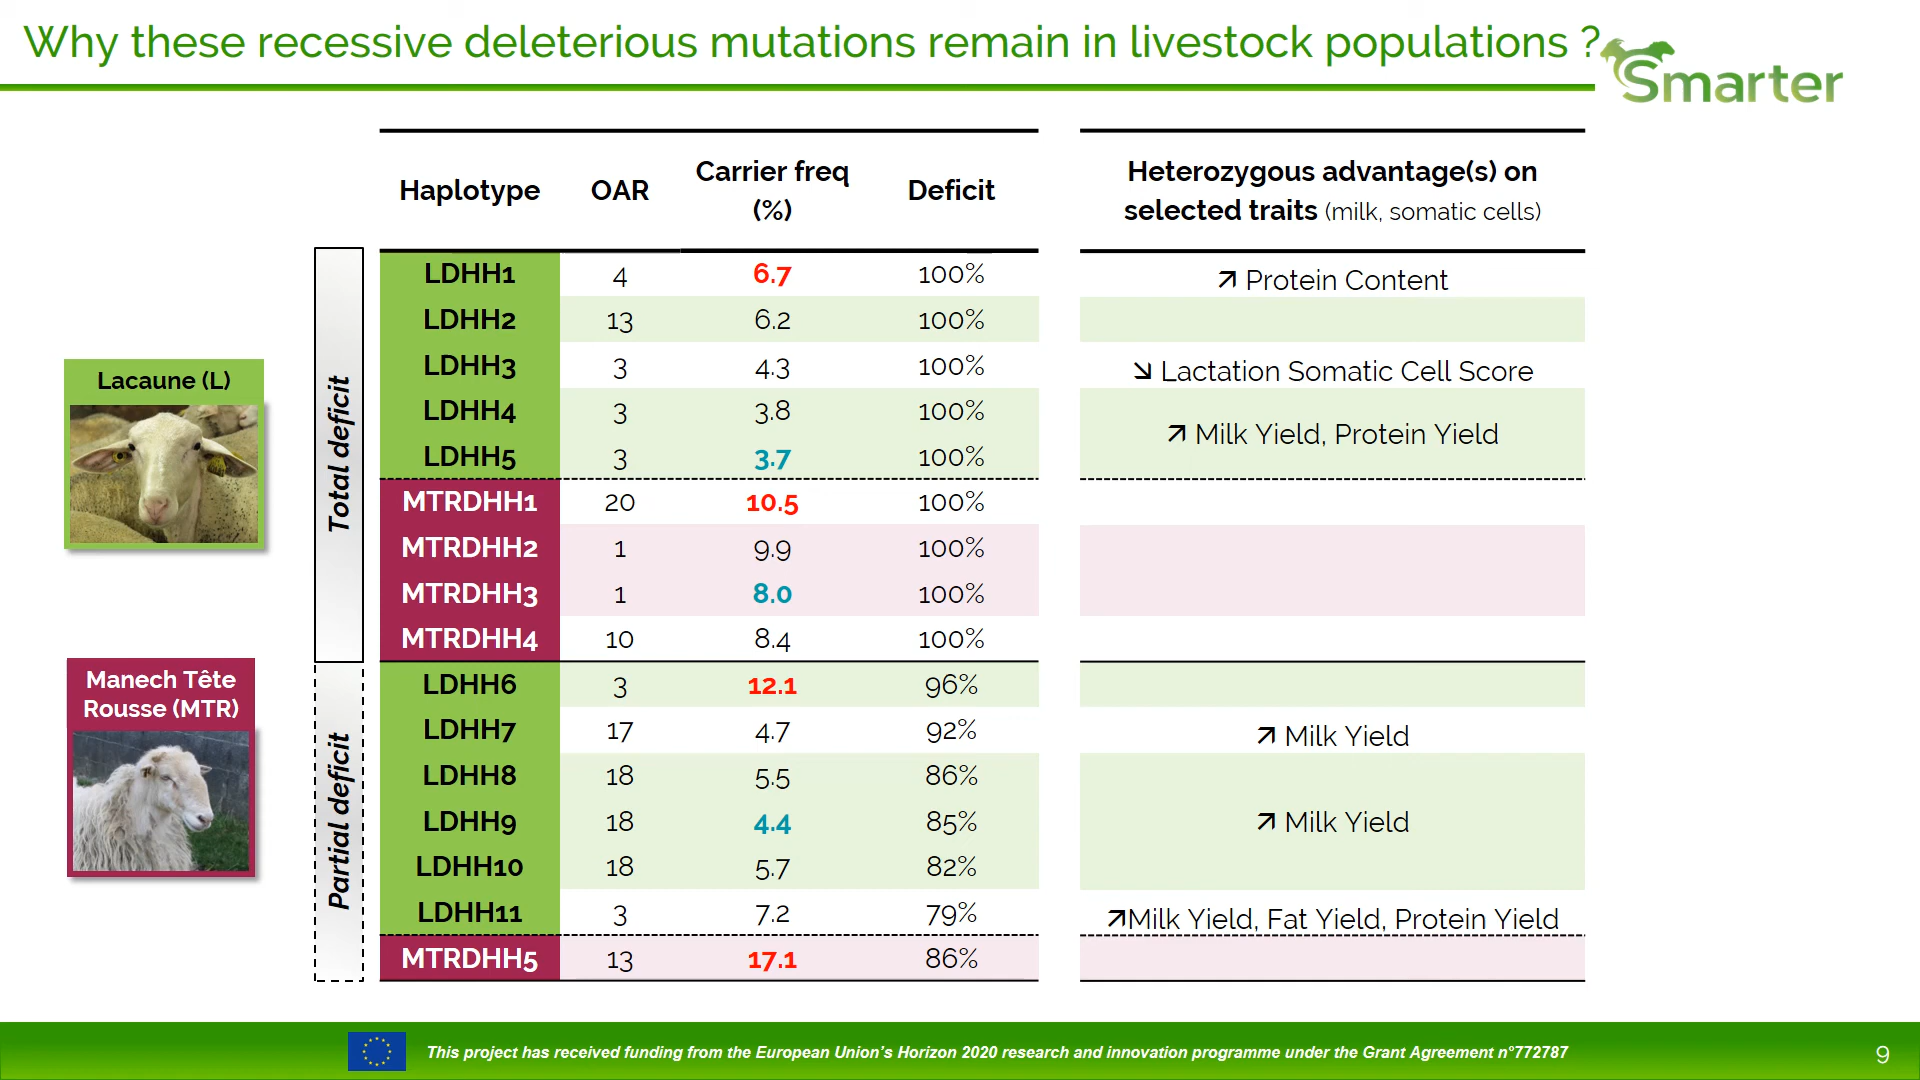 Why these recessive deleterious mutations remain in livestock populations ?
Smarter
Haplotype OAR Carrier freq (%) Deficit
Heterozygous advantage(s) on
selected traits (milk, somatic cells)
Lacaune (L)
Manech Tête
Rousse (MTR)
Total deficit
LDHH1 4 6.7 100% ↗ Protein Content
LDHH2 13 6.2 100%
LDHH3 3 4.3 100% ↘ Lactation Somatic Cell Score
LDHH4 3 3.8 100%
↗ Milk Yield, Protein Yield
LDHH5 3 3.7 100%
MTRDHH1 20 10.5 100%
MTRDHH2 1 9.9 100%
MTRDHH3 1 8.0 100%
MTRDHH4 10 8.4 100%
Partial deficit
LDHH6 3 12.1 96%
LDHH7 17 4.7 92% ↗ Milk Yield
LDHH8 18 5.5 86%
LDHH9 18 4.4 85% ↗ Milk Yield
LDHH10 18 5.7 82%
LDHH11 3 7.2 79% ↗Milk Yield, Fat Yield, Protein Yield
MTRDHH5 13 17.1 86%
This project has received funding from the European Union's Horizon 2020 research and innovation programme under the Grant Agreement n°772787
9